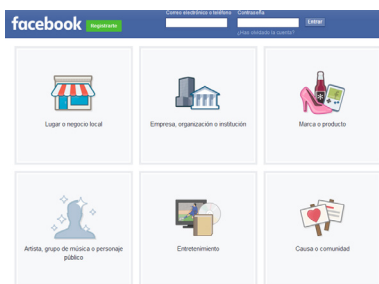 Correo electrónico o teléfono Contraseña
facebook Registrarte Entrar
¿Has olvidado la cuenta?
Lugar o negocio local
Empresa, organización o institución
Marca o producto
Artista, grupo de música o personaje
público
Entretenimiento
Causa o comunidad